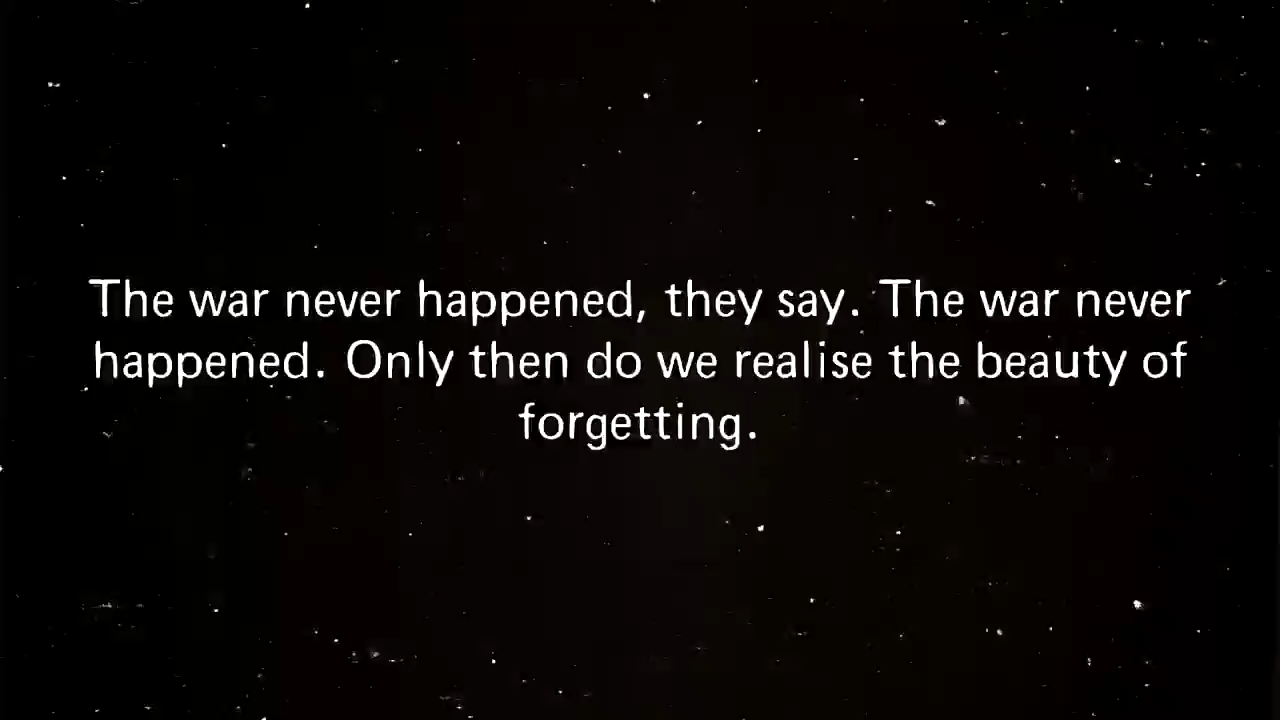 The war never happened, they say. The war never
happened. Only then do we realise the beauty of
forgetting.